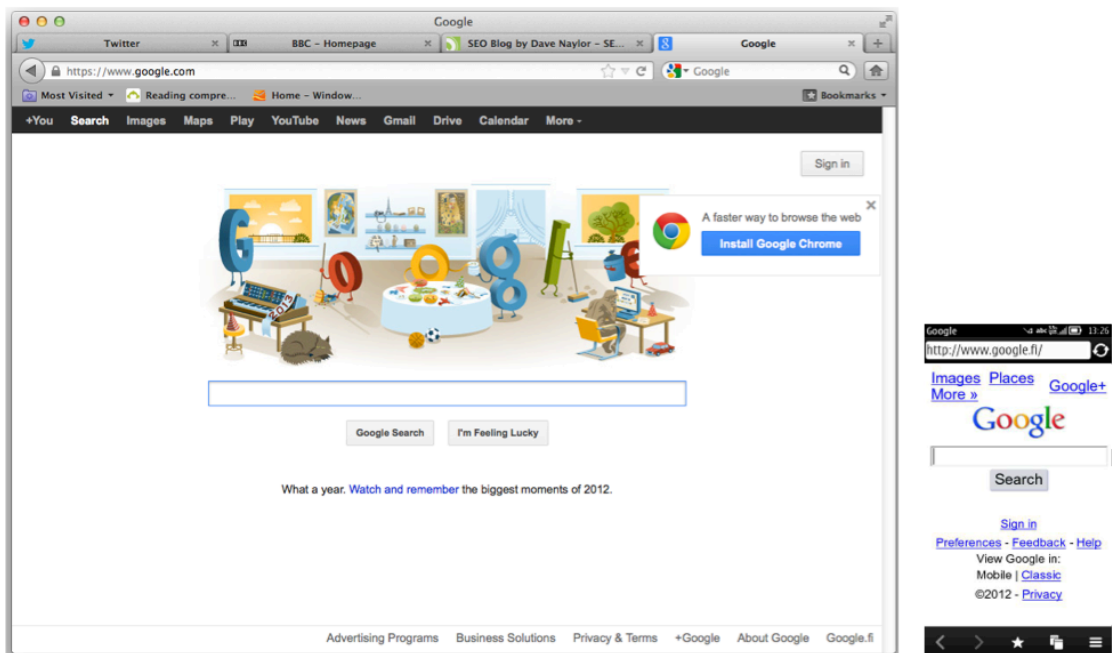 Google
Twitter
BBC – Homepage
SEO Blog by Dave Naylor – SE...
Google
https://www.google.com
Google
Most Visited
Reading compre...
Home – Window...
Bookmarks
+You Search Images Maps Play YouTube News Gmail Drive Calendar More
Sign in
A faster way to browse the web
Install Google Chrome
Google
2013
Google Search
I'm Feeling Lucky
What a year. Watch and remember the biggest moments of 2012.
Advertising Programs Business Solutions Privacy & Terms +Google About Google Google.fi
Google abc 13:26
http://www.google.fi/
Images Places Google+
More »
Google
Search
Sign in
Preferences - Feedback - Help
View Google in:
Mobile | Classic
©2012 - Privacy